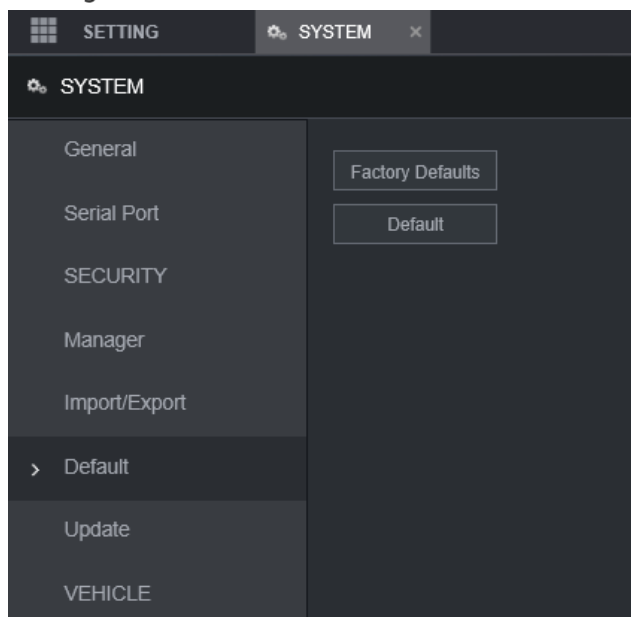 SETTING
SYSTEM ×
SYSTEM
General
Serial Port
SECURITY
Manager
Import/Export
Default
Update
VEHICLE
Factory Defaults
Default